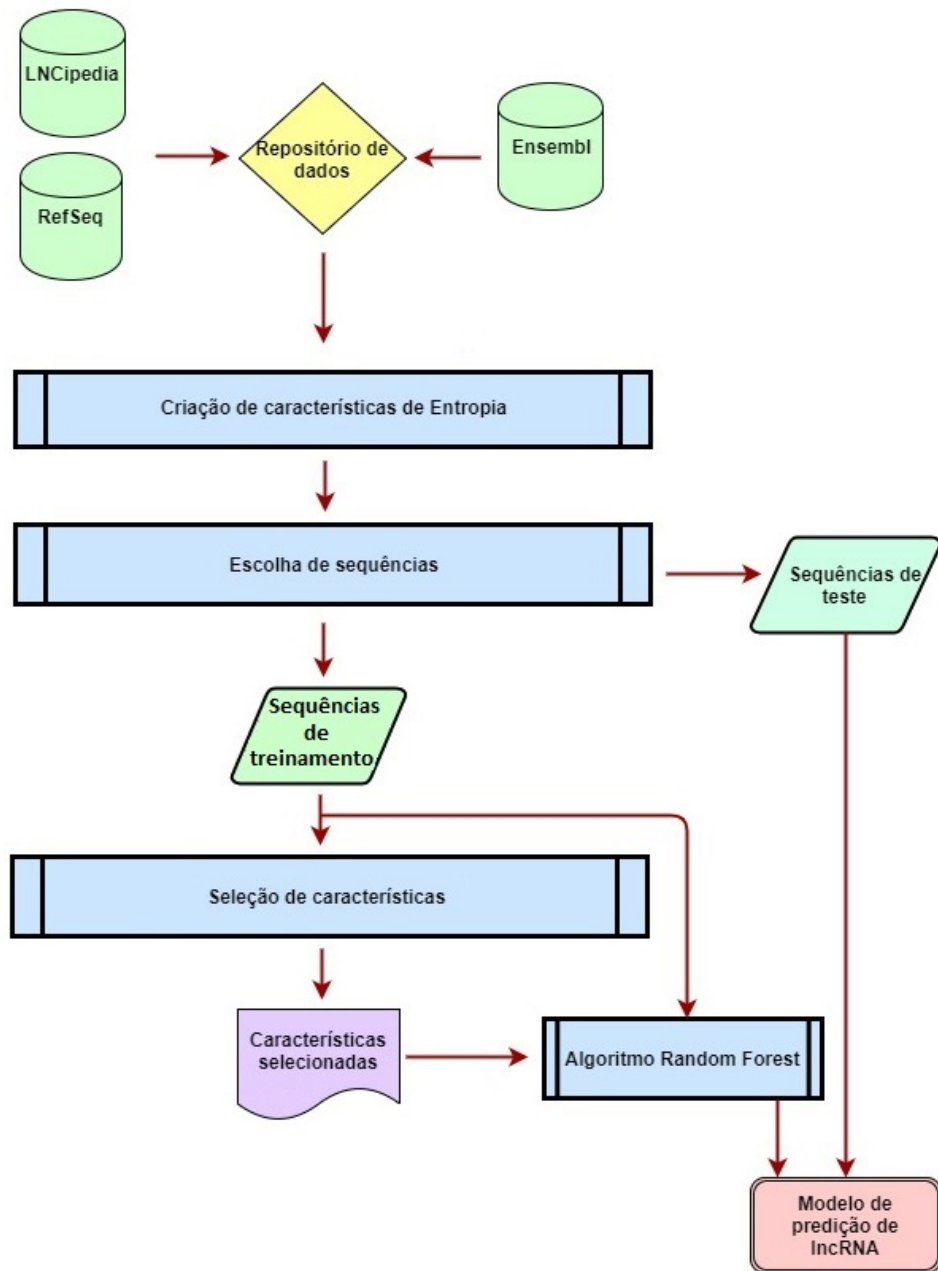 LNCipedia
RefSeq
Repositório de
dados
Ensembl
Criação de características de Entropia
Escolha de sequências
Sequências de
teste
Sequências
de
treinamento
Seleção de características
Características
selecionadas
Algoritmo Random Forest
Modelo de
predição de
lncRNA